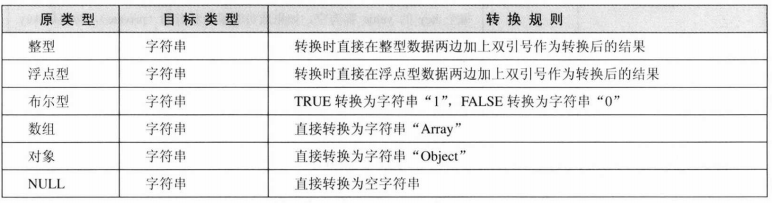 原 类 型 目 标 类 型 转 换 规 则
整型 字符串 转换时直接在整型数据两边加上双引号作为转换后的结果
浮点型 字符串 转换时直接在浮点型数据两边加上双引号作为转换后的结果
布尔型 字符串 TRUE 转换为字符串“1”，FALSE 转换为字符串“0”
数组 字符串 直接转换为字符串“Array”
对象 字符串 直接转换为字符串“Object”
NULL 字符串 直接转换为空字符串